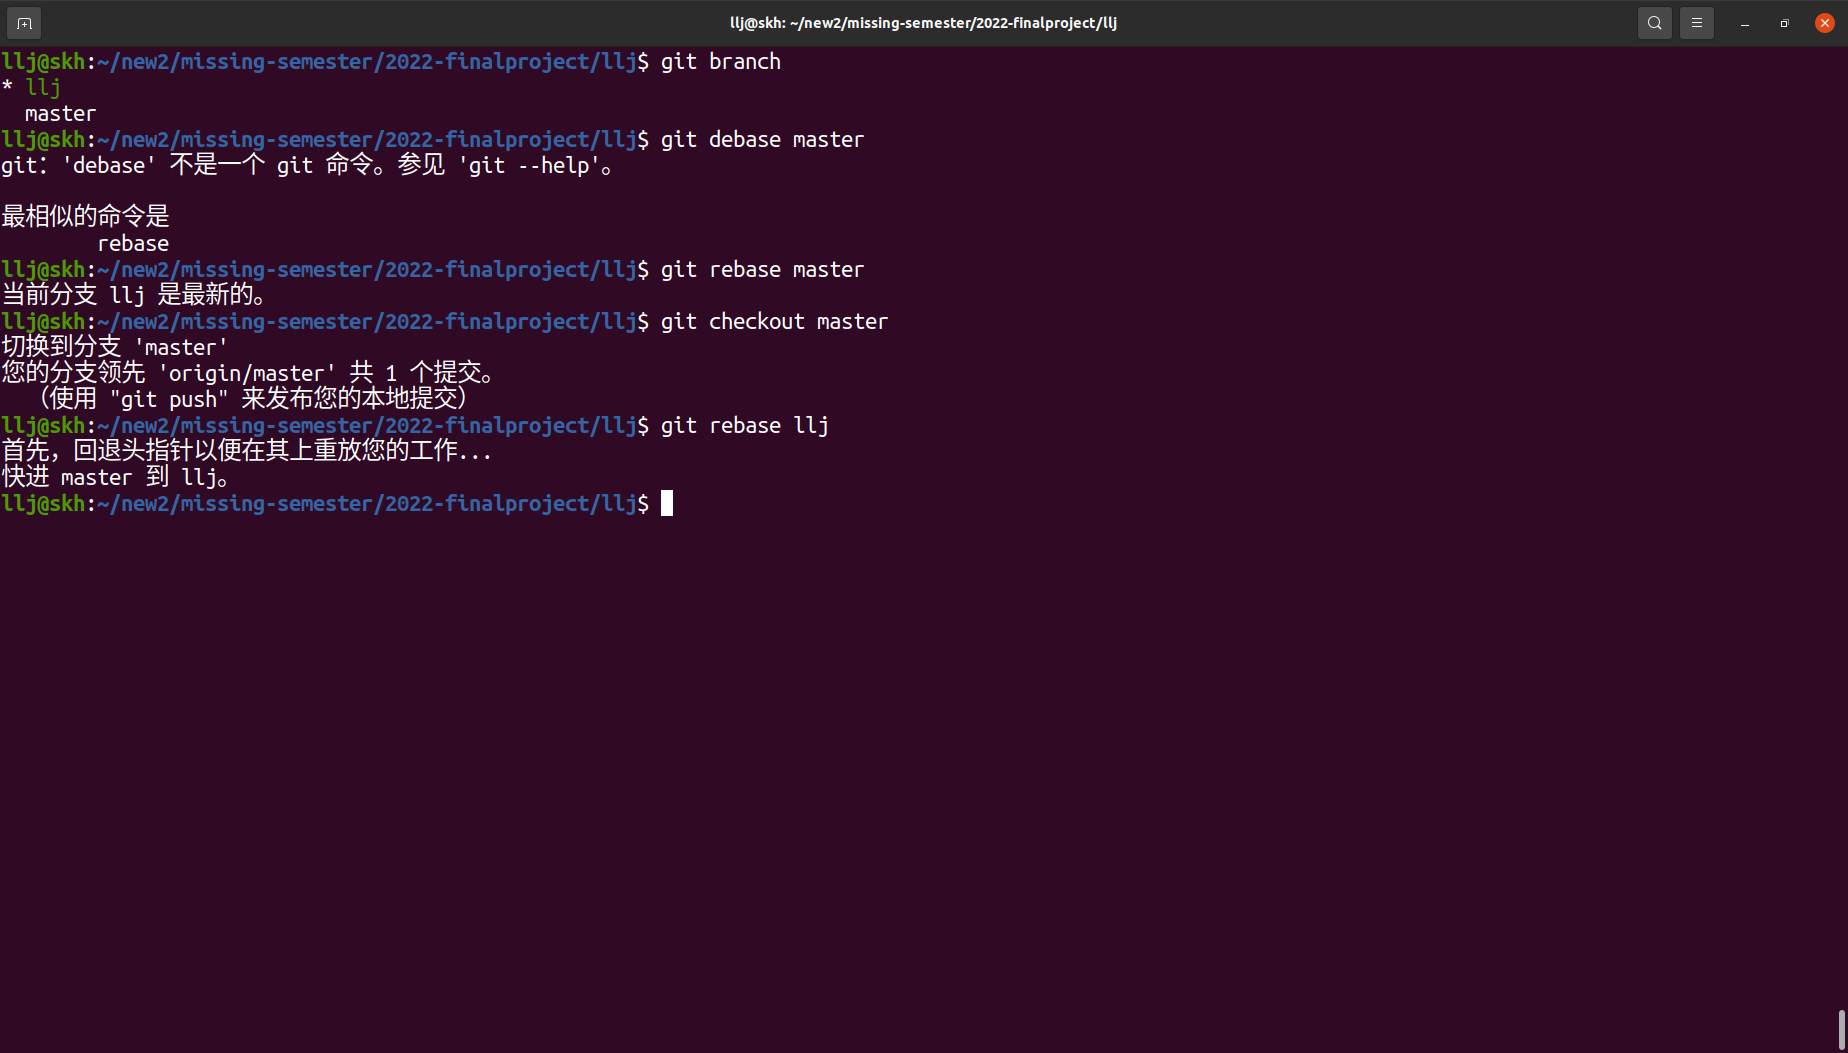 llj@skh: ~/new2/missing-semester/2022-finalproject/llj
llj@skh:~/new2/missing-semester/2022-finalproject/llj$ git branch
* llj
  master
llj@skh:~/new2/missing-semester/2022-finalproject/llj$ git debase master
git：'debase' 不是一个 git 命令。参见 'git --help'。
最相似的命令是
        rebase
llj@skh:~/new2/missing-semester/2022-finalproject/llj$ git rebase master
当前分支 llj 是最新的。
llj@skh:~/new2/missing-semester/2022-finalproject/llj$ git checkout master
切换到分支 'master'
您的分支领先 'origin/master' 共 1 个提交。
  （使用 "git push" 来发布您的本地提交）
llj@skh:~/new2/missing-semester/2022-finalproject/llj$ git rebase llj
首先，回退头指针以便在其上重放您的工作...
快进 master 到 llj。
llj@skh:~/new2/missing-semester/2022-finalproject/llj$